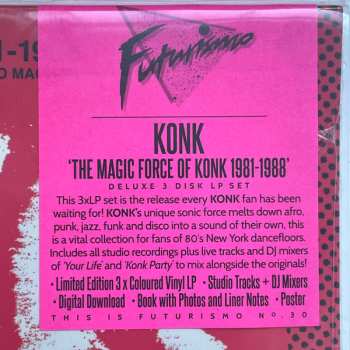 Futurismo
1-19
O MAG
KONK
'THE MAGIC FORCE OF KONK 1981-1988'
DELUXE 3 DISK LP SET
This 3xLP set is the release every KONK fan has been
waiting for! KONK's unique sonic force melts down afro,
punk, jazz, funk and disco into a sound of their own, this
is a vital collection for fans of 80's New York dancefloors.
Includes all studio recordings plus live tracks and DJ mixers
of 'Your Life' and 'Konk Party' to mix alongside the originals!
· Limited Edition 3 x Coloured Vinyl LP · Studio Tracks + DJ Mixers
· Digital Download · Book with Photos and Liner Notes · Poster
THIS IS FUTURISMO No.30